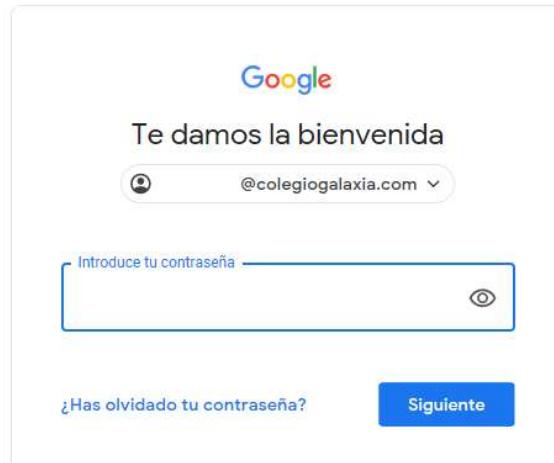 Google
Te damos la bienvenida
@colegiogalaxia.com
Introduce tu contraseña
¿Has olvidado tu contraseña?
Siguiente